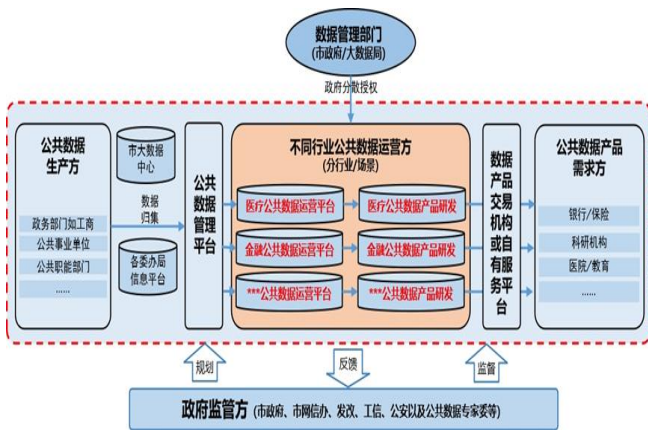 数据管理部门
(市政府/大数据局)
政府分散授权
公共数据
生产方
政务部门如工商
公共事业单位
公共职能部门
......
市大数据
中心
数据
归集
各委办局
信息平台
公共数据管理平台
不同行业公共数据运营方
(分行业/场景)
医疗公共数据运营平台
医疗公共数据产品研发
金融公共数据运营平台
金融公共数据产品研发
***公共数据运营平台
***公共数据产品研发
数据产品交易机构或自有服务平台
公共数据产品
需求方
银行/保险
科研机构
医院/教育
......
规划
反馈
监督
政府监管方 (市政府、市网信办、发改、工信、公安以及公共数据专家委等)